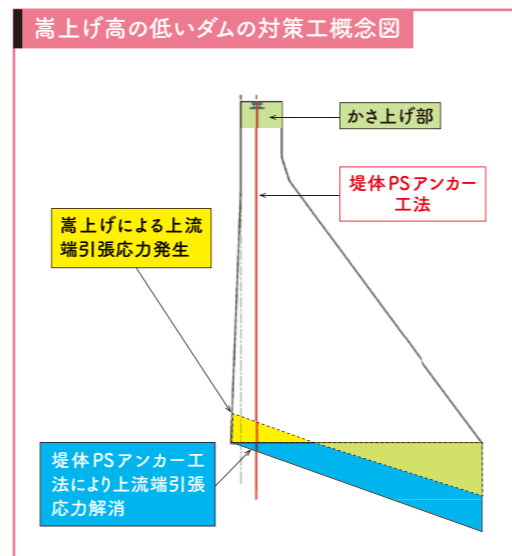 嵩上げ高の低いダムの対策工概念図
かさ上げ部
堤体PSアンカー
工法
嵩上げによる上流
端引張応力発生
堤体PSアンカー工
法により上流端引張
応力解消